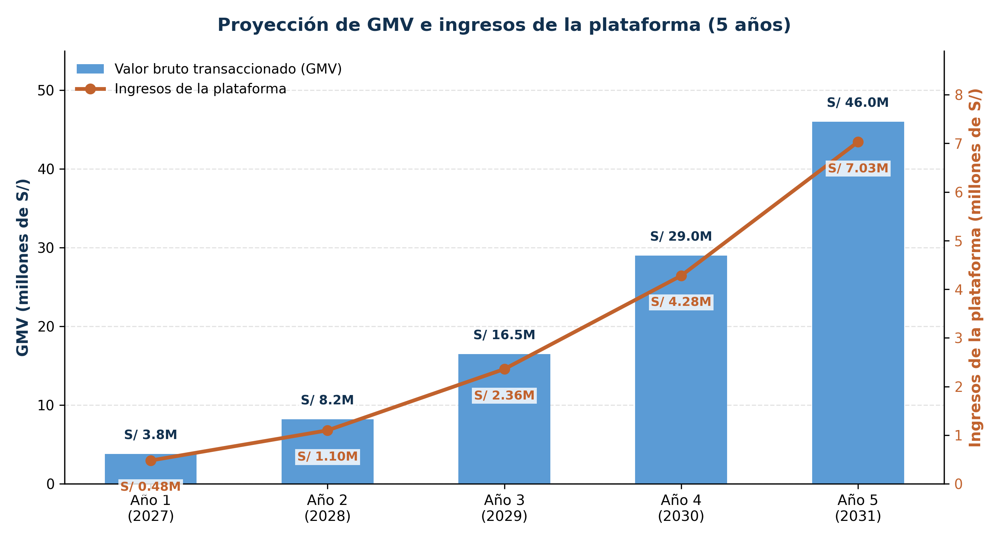 Proyección de GMV e ingresos de la plataforma (5 años)
Valor bruto transaccionado (GMV)
Ingresos de la plataforma
GMV (millones de S/)
50
40
30
20
10
0
S/ 3.8M
S/ 8.2M
S/ 16.5M
S/ 29.0M
S/ 46.0M
S/ 0.48M
S/ 1.10M
S/ 2.36M
S/ 4.28M
S/ 7.03M
8
7
6
5
4
3
2
1
0
Ingresos de la plataforma (millones de S/)
Año 1
(2027)
Año 2
(2028)
Año 3
(2029)
Año 4
(2030)
Año 5
(2031)